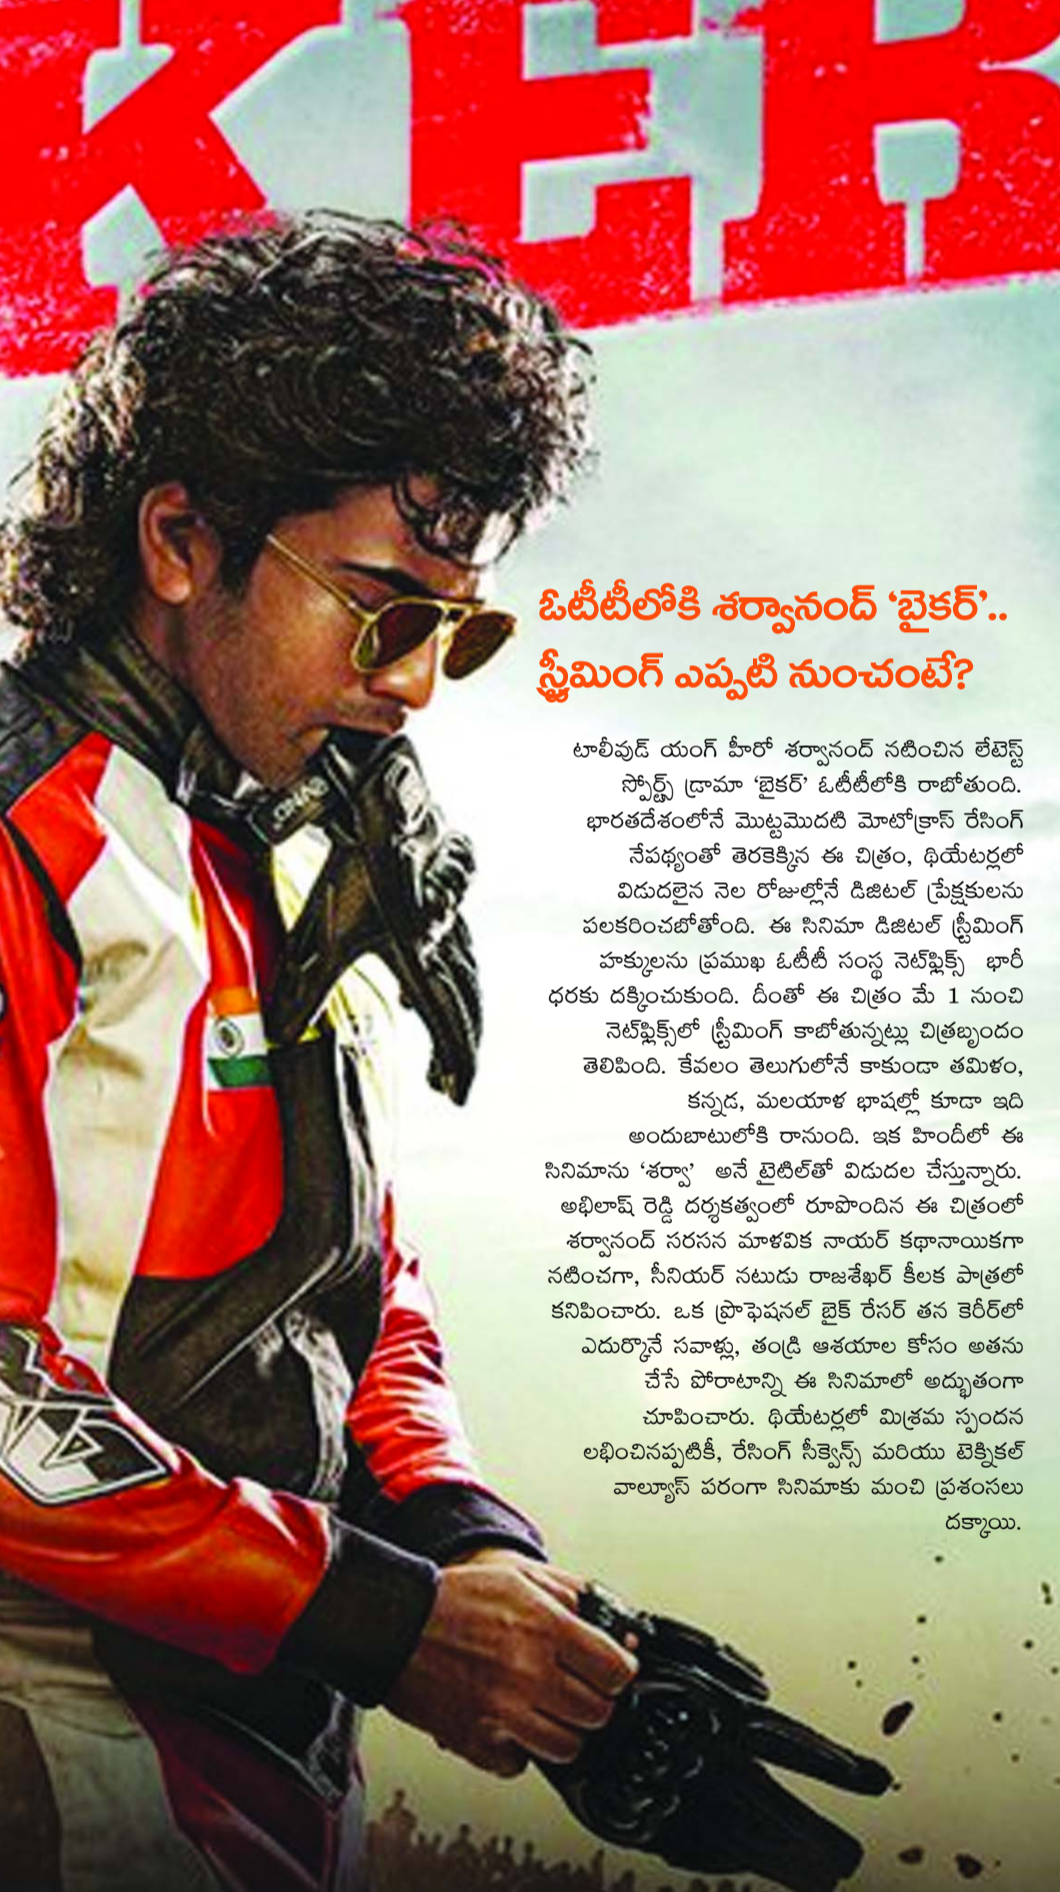 KER
ఓటీటీలోకి శర్వానంద్ ‘బైకర్’..
స్ట్రీమింగ్ ఎప్పటి నుంచంటే?
టాలీవుడ్ యంగ్ హీరో శర్వానంద్ నటించిన లేటెస్ట్
స్పోర్ట్స్ డ్రామా ‘బైకర్’ ఓటీటీలోకి రాబోతుంది.
భారతదేశంలోనే మొట్టమొదటి మోటోక్రాస్ రేసింగ్
నేపథ్యంతో తెరకెక్కిన ఈ చిత్రం, థియేటర్లలో
విడుదలైన నెల రోజుల్లోనే డిజిటల్ ప్రేక్షకులను
పలకరించబోతోంది. ఈ సినిమా డిజిటల్ స్ట్రీమింగ్
హక్కులను ప్రముఖ ఓటీటీ సంస్థ నెట్‌ఫ్లిక్స్ భారీ
ధరకు దక్కించుకుంది. దీంతో ఈ చిత్రం మే 1 నుంచి
నెట్‌ఫ్లిక్స్‌లో స్ట్రీమింగ్ కాబోతున్నట్లు చిత్రబృందం
తెలిపింది. కేవలం తెలుగులోనే కాకుండా తమిళం,
కన్నడ, మలయాళ భాషల్లో కూడా ఇది
అందుబాటులోకి రానుంది. ఇక హిందీలో ఈ
సినిమాను ‘శర్వా’ అనే టైటిల్‌తో విడుదల చేస్తున్నారు.
అభిలాష్ రెడ్డి దర్శకత్వంలో రూపొందిన ఈ చిత్రంలో
శర్వానంద్ సరసన మాళవిక నాయర్ కథానాయికగా
నటించగా, సీనియర్ నటుడు రాజశేఖర్ కీలక పాత్రలో
కనిపించారు. ఒక ప్రొఫెషనల్ బైక్ రేసర్ తన కెరీర్‌లో
ఎదుర్కొనే సవాళ్లు, తండ్రి ఆశయాల కోసం అతను
చేసే పోరాటాన్ని ఈ సినిమాలో అద్భుతంగా
చూపించారు. థియేటర్లలో మిశ్రమ స్పందన
లభించినప్పటికీ, రేసింగ్ సీక్వెన్స్ మరియు టెక్నికల్
వాల్యూస్ పరంగా సినిమాకు మంచి ప్రశంసలు
దక్కాయి.